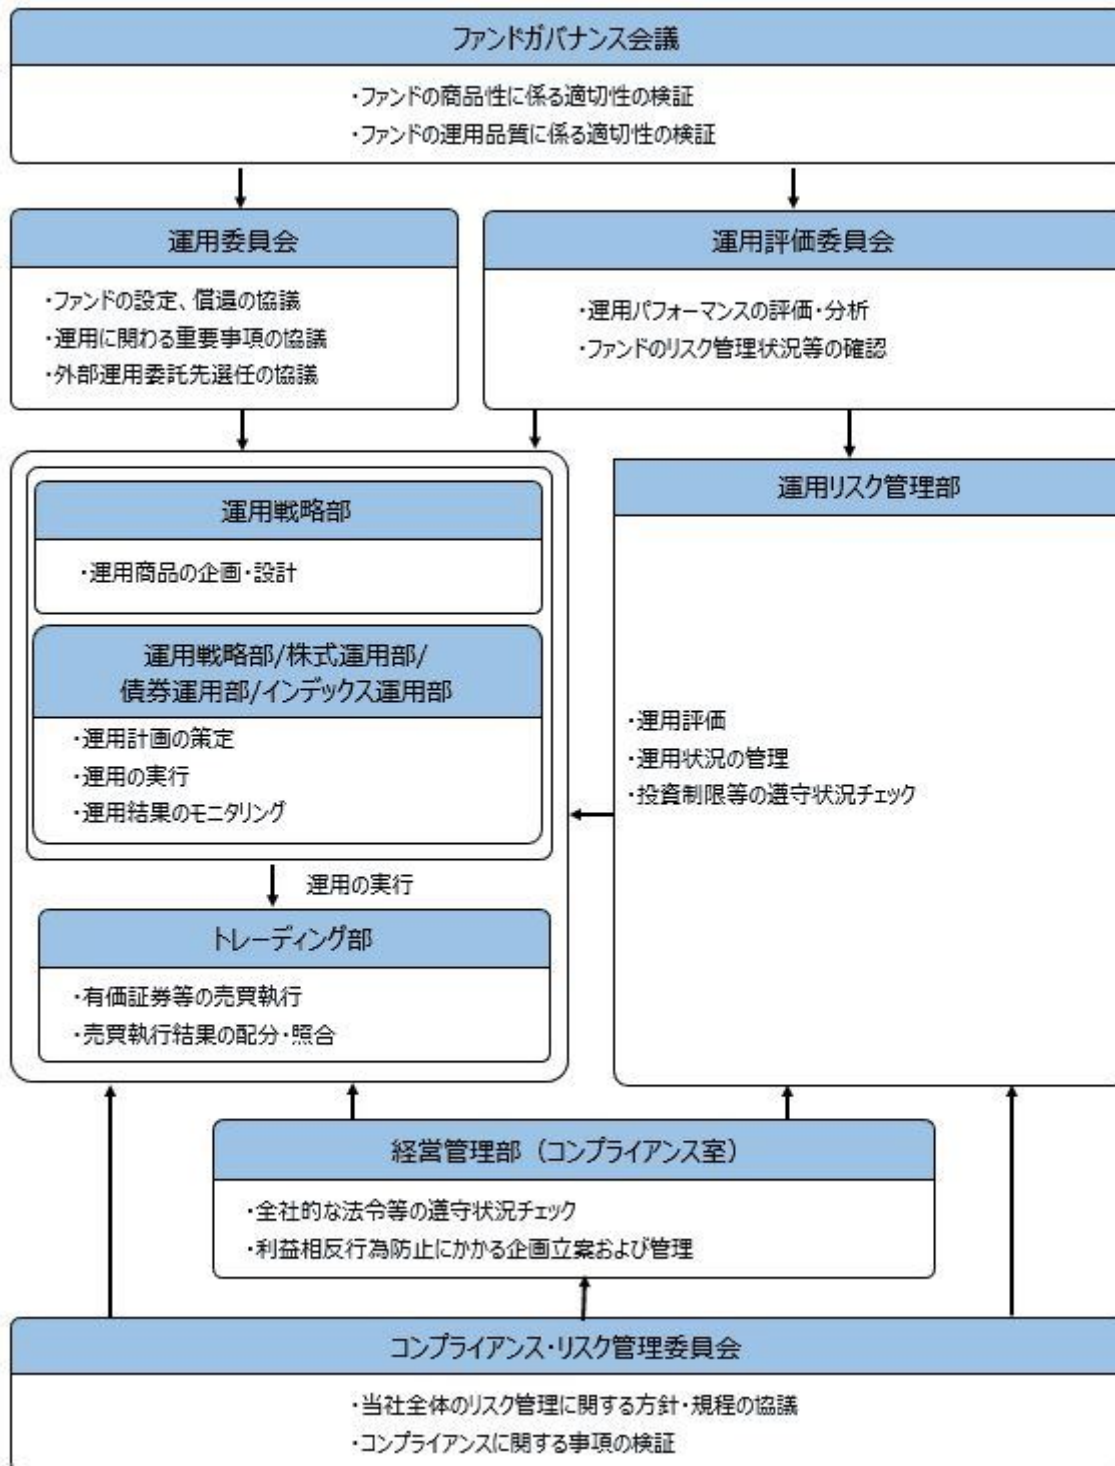 ファンドガバナンス会議
・ファンドの商品性に係る適切性の検証
・ファンドの運用品質に係る適切性の検証
運用委員会
・ファンドの設定、償還の協議
・運用に関わる重要事項の協議
・外部運用委託先選任の協議
運用評価委員会
・運用パフォーマンスの評価・分析
・ファンドのリスク管理状況等の確認
運用戦略部
・運用商品の企画・設計
運用戦略部/株式運用部/
債券運用部/インデックス運用部
・運用計画の策定
・運用の実行
・運用結果のモニタリング
運用の実行
トレーディング部
・有価証券等の売買執行
・売買執行結果の配分・照合
運用リスク管理部
・運用評価
・運用状況の管理
・投資制限等の遵守状況チェック
経営管理部（コンプライアンス室）
・全社的な法令等の遵守状況チェック
・利益相反行為防止にかかる企画立案および管理
コンプライアンス・リスク管理委員会
・当社全体のリスク管理に関する方針・規程の協議
・コンプライアンスに関する事項の検証